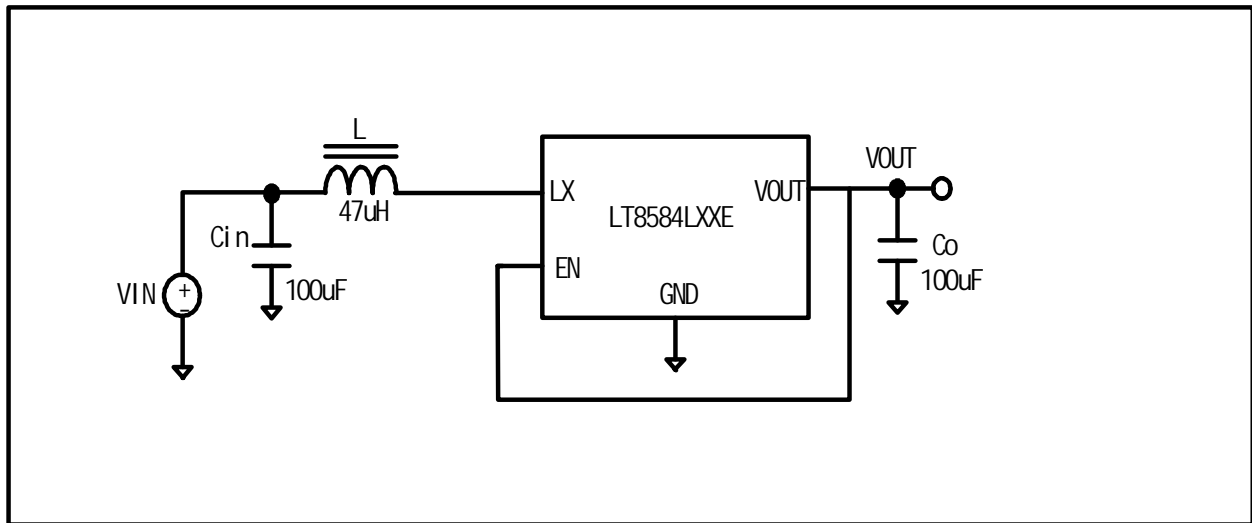 L
47uH
Cin
100uF
VIN
+
-
LX
EN
LT8584LXXE
VOUT
GND
VOUT
Co
100uF